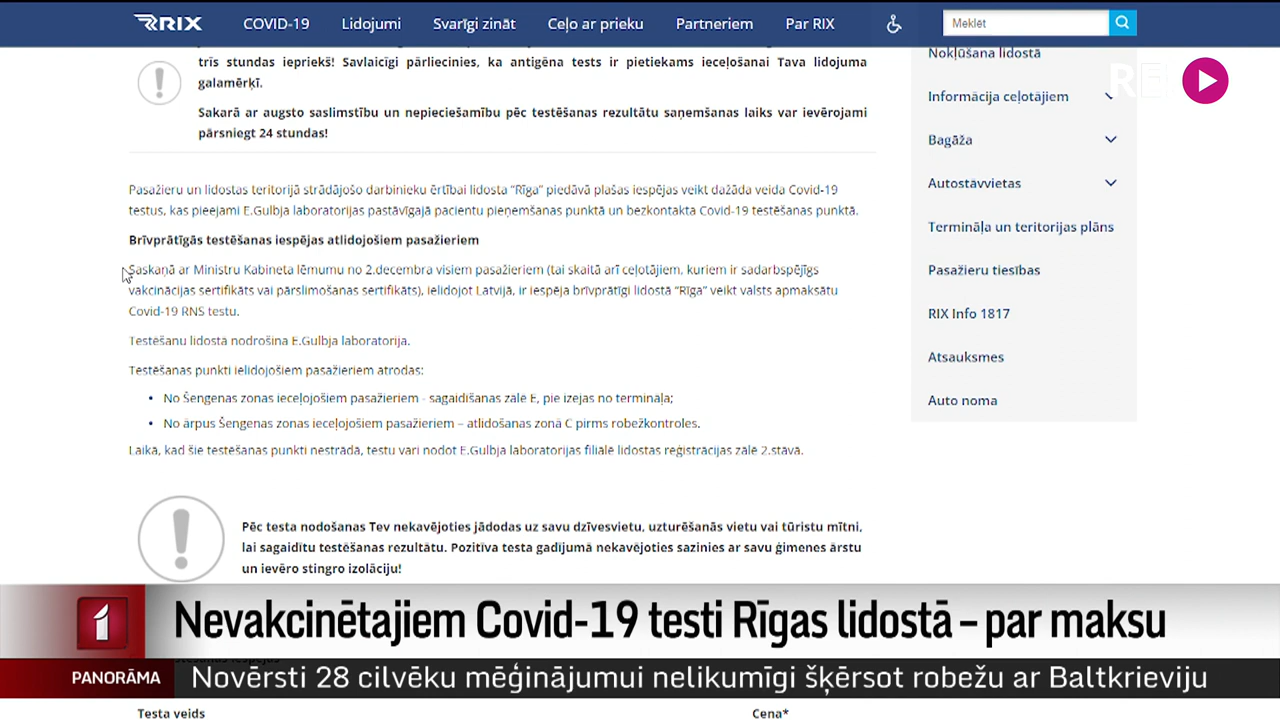 RIX
COVID-19 Lidojumi Svarīgi zināt Ceļo ar prieku Partneriem Par RIX Meklet
trīs stundas iepriekš! Savlaicīgi pārliecinies, ka antigēna tests ir pietiekams ieceļošanai Tava lidojuma
galamērķī.
Sakarā ar augsto saslimstību un nepieciešamību pēc testēšanas rezultātu saņemšanas laiks var ievērojami
pārsniegt 24 stundas!
Pasažieru un lidostas teritorijā strādājošo darbinieku ērtībai lidosta “Rīga” piedāvā plašas iespējas veikt dažāda veida Covid-19
testus, kas pieejami E.Gulbja laboratorijas pastāvīgajā pacientu pieņemšanas punktā un bezkontakta Covid-19 testēšanas punktā.
Brīvprātīgās testēšanas iespējas atlidojošiem pasažieriem
Saskaņā ar Ministru Kabineta lēmumu no 2.decembra visiem pasažieriem (tai skaitā arī ceļotājiem, kuriem ir sadarbspējīgs
vakcinācijas sertifikāts vai pārslimošanas sertifikāts), ielidojot Latvijā, ir iespēja brīvprātīgi lidostā “Rīga” veikt valsts apmaksātu
Covid-19 RNS testu.
Testēšanu lidostā nodrošina E.Gulbja laboratorija.
Testēšanas punkti ielidojošiem pasažieriem atrodas:
• No Šengenas zonas ieceļojošiem pasažieriem - sagaidīšanas zālē E, pie izejas no termināļa;
• No ārpus Šengenas zonas ieceļojošiem pasažieriem – atlidošanas zonā C pirms robežkontroles.
Laikā, kad šie testēšanas punkti nestrādā, testu vari nodot E.Gulbja laboratorijas filiālē lidostas reģistrācijas zālē 2.stāvā.
Pēc testa nodošanas Tev nekavējoties jādodas uz savu dzīvesvietu, uzturēšanās vietu vai tūristu mītni,
lai sagaidītu testēšanas rezultātu. Pozitīva testa gadījumā nekavējoties sazinies ar savu ģimenes ārstu
un ievēro stingro izolāciju!
Nokļūšana lidostā
Informācija ceļotājiem
Bagāža
Autostāvvietas
Termināļa un teritorijas plāns
Pasažieru tiesības
RIX Info 1817
Atsauksmes
Auto noma
RE
1
Nevakcinētajiem Covid-19 testi Rīgas lidostā – par maksu
PANORĀMA Novērsti 28 cilvēku mēģinājumui nelikumīgi šķērsot robežu ar Baltkrieviju
Testa veids Cena*